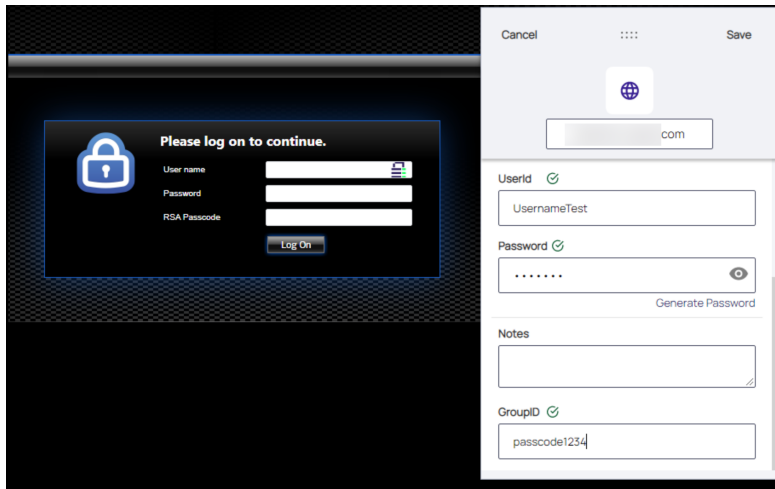 Please log on to continue.
User name
Password
RSA Passcode
Log On
Cancel
Save
com
UserId
UsernameTest
Password
.......
Generate Password
Notes
GroupID
passcode1234